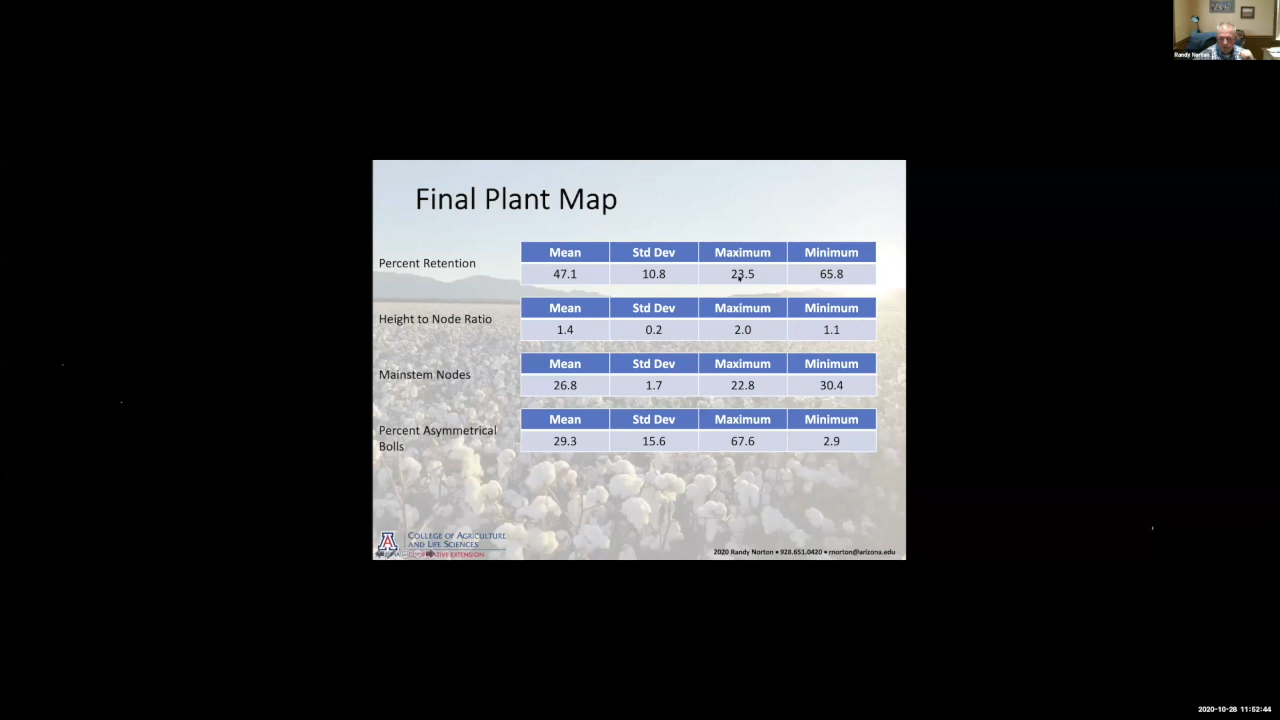 Randy Norton
Final Plant Map
Percent Retention
Mean Std Dev Maximum Minimum
47.1 10.8 23.5 65.8
Height to Node Ratio
Mean Std Dev Maximum Minimum
1.4 0.2 2.0 1.1
Mainstem Nodes
Mean Std Dev Maximum Minimum
26.8 1.7 22.8 30.4
Percent Asymmetrical
Bolls
Mean Std Dev Maximum Minimum
29.3 15.6 67.6 2.9
A
COLLEGE OF AGRICULTURE
AND LIFE SCIENCES
EXTENSION
2020 Randy Norton • 928.651.0420 • rnorton@arizona.edu
2020-10-28 11:52:44